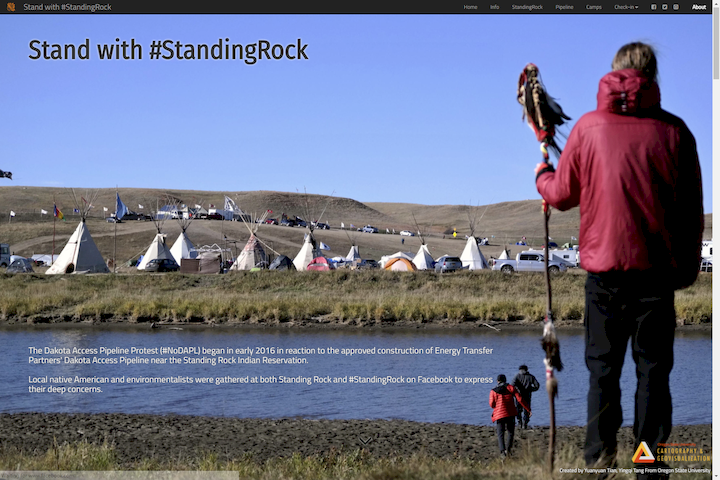 Stand with #StandingRock
Home Info StandingRock Pipeline Camps Check-in About
Stand with #StandingRock
The Dakota Access Pipeline Protest (#NoDAPL) began in early 2016 in reaction to the approved construction of Energy Transfer
Partners' Dakota Access Pipeline near the Standing Rock Indian Reservation.
Local native American and environmentalists were gathered at both Standing Rock and #StandingRock on Facebook to express
their deep concerns.
CARTOGRAPHY &
GEOVISUALIZATION
Created by Yuanyuan Tian, Yingqi Tang From Oregon State University